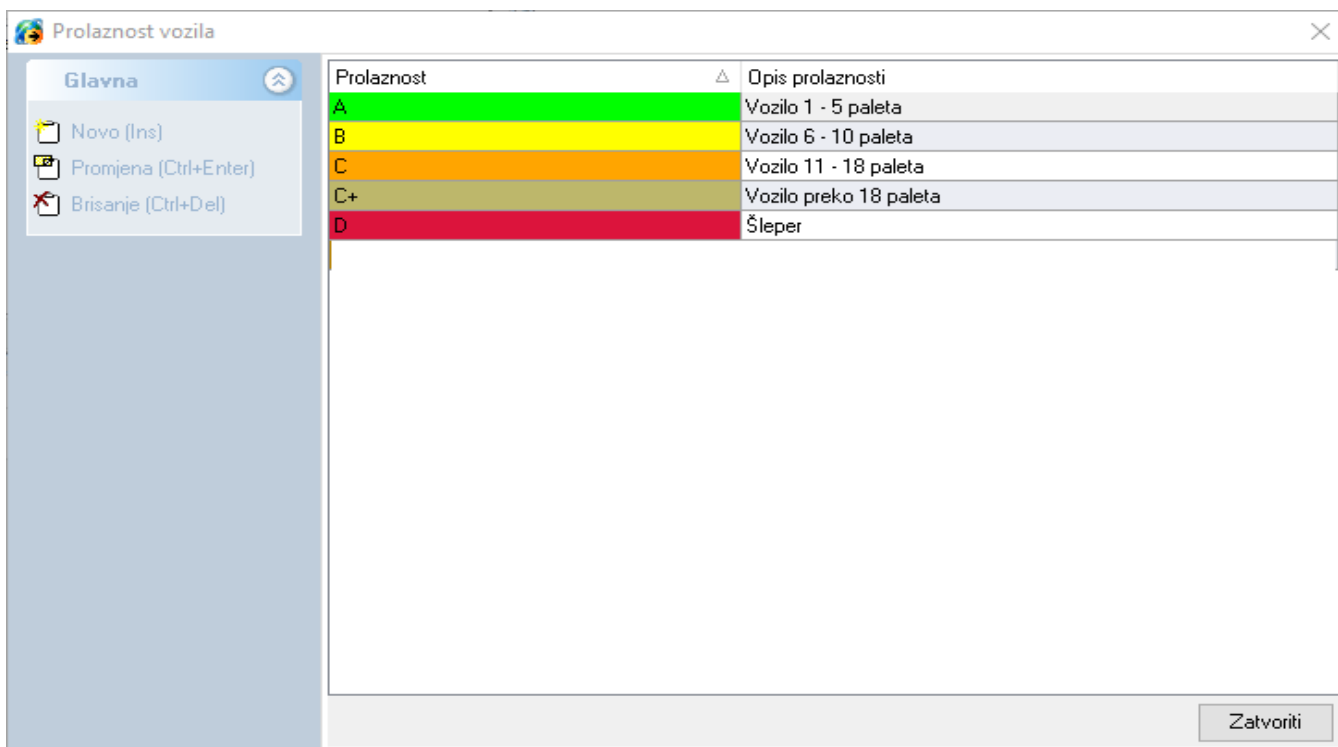 Prolaznost vozila
Glavna
Novo (Ins)
Promjena (Ctrl+Enter)
Brisanje (Ctrl+Del)
Prolaznost Opis prolaznosti
A Vozilo 1 - 5 paleta
B Vozilo 6 - 10 paleta
C Vozilo 11 - 18 paleta
C+ Vozilo preko 18 paleta
D Šleper
Zatvoriti